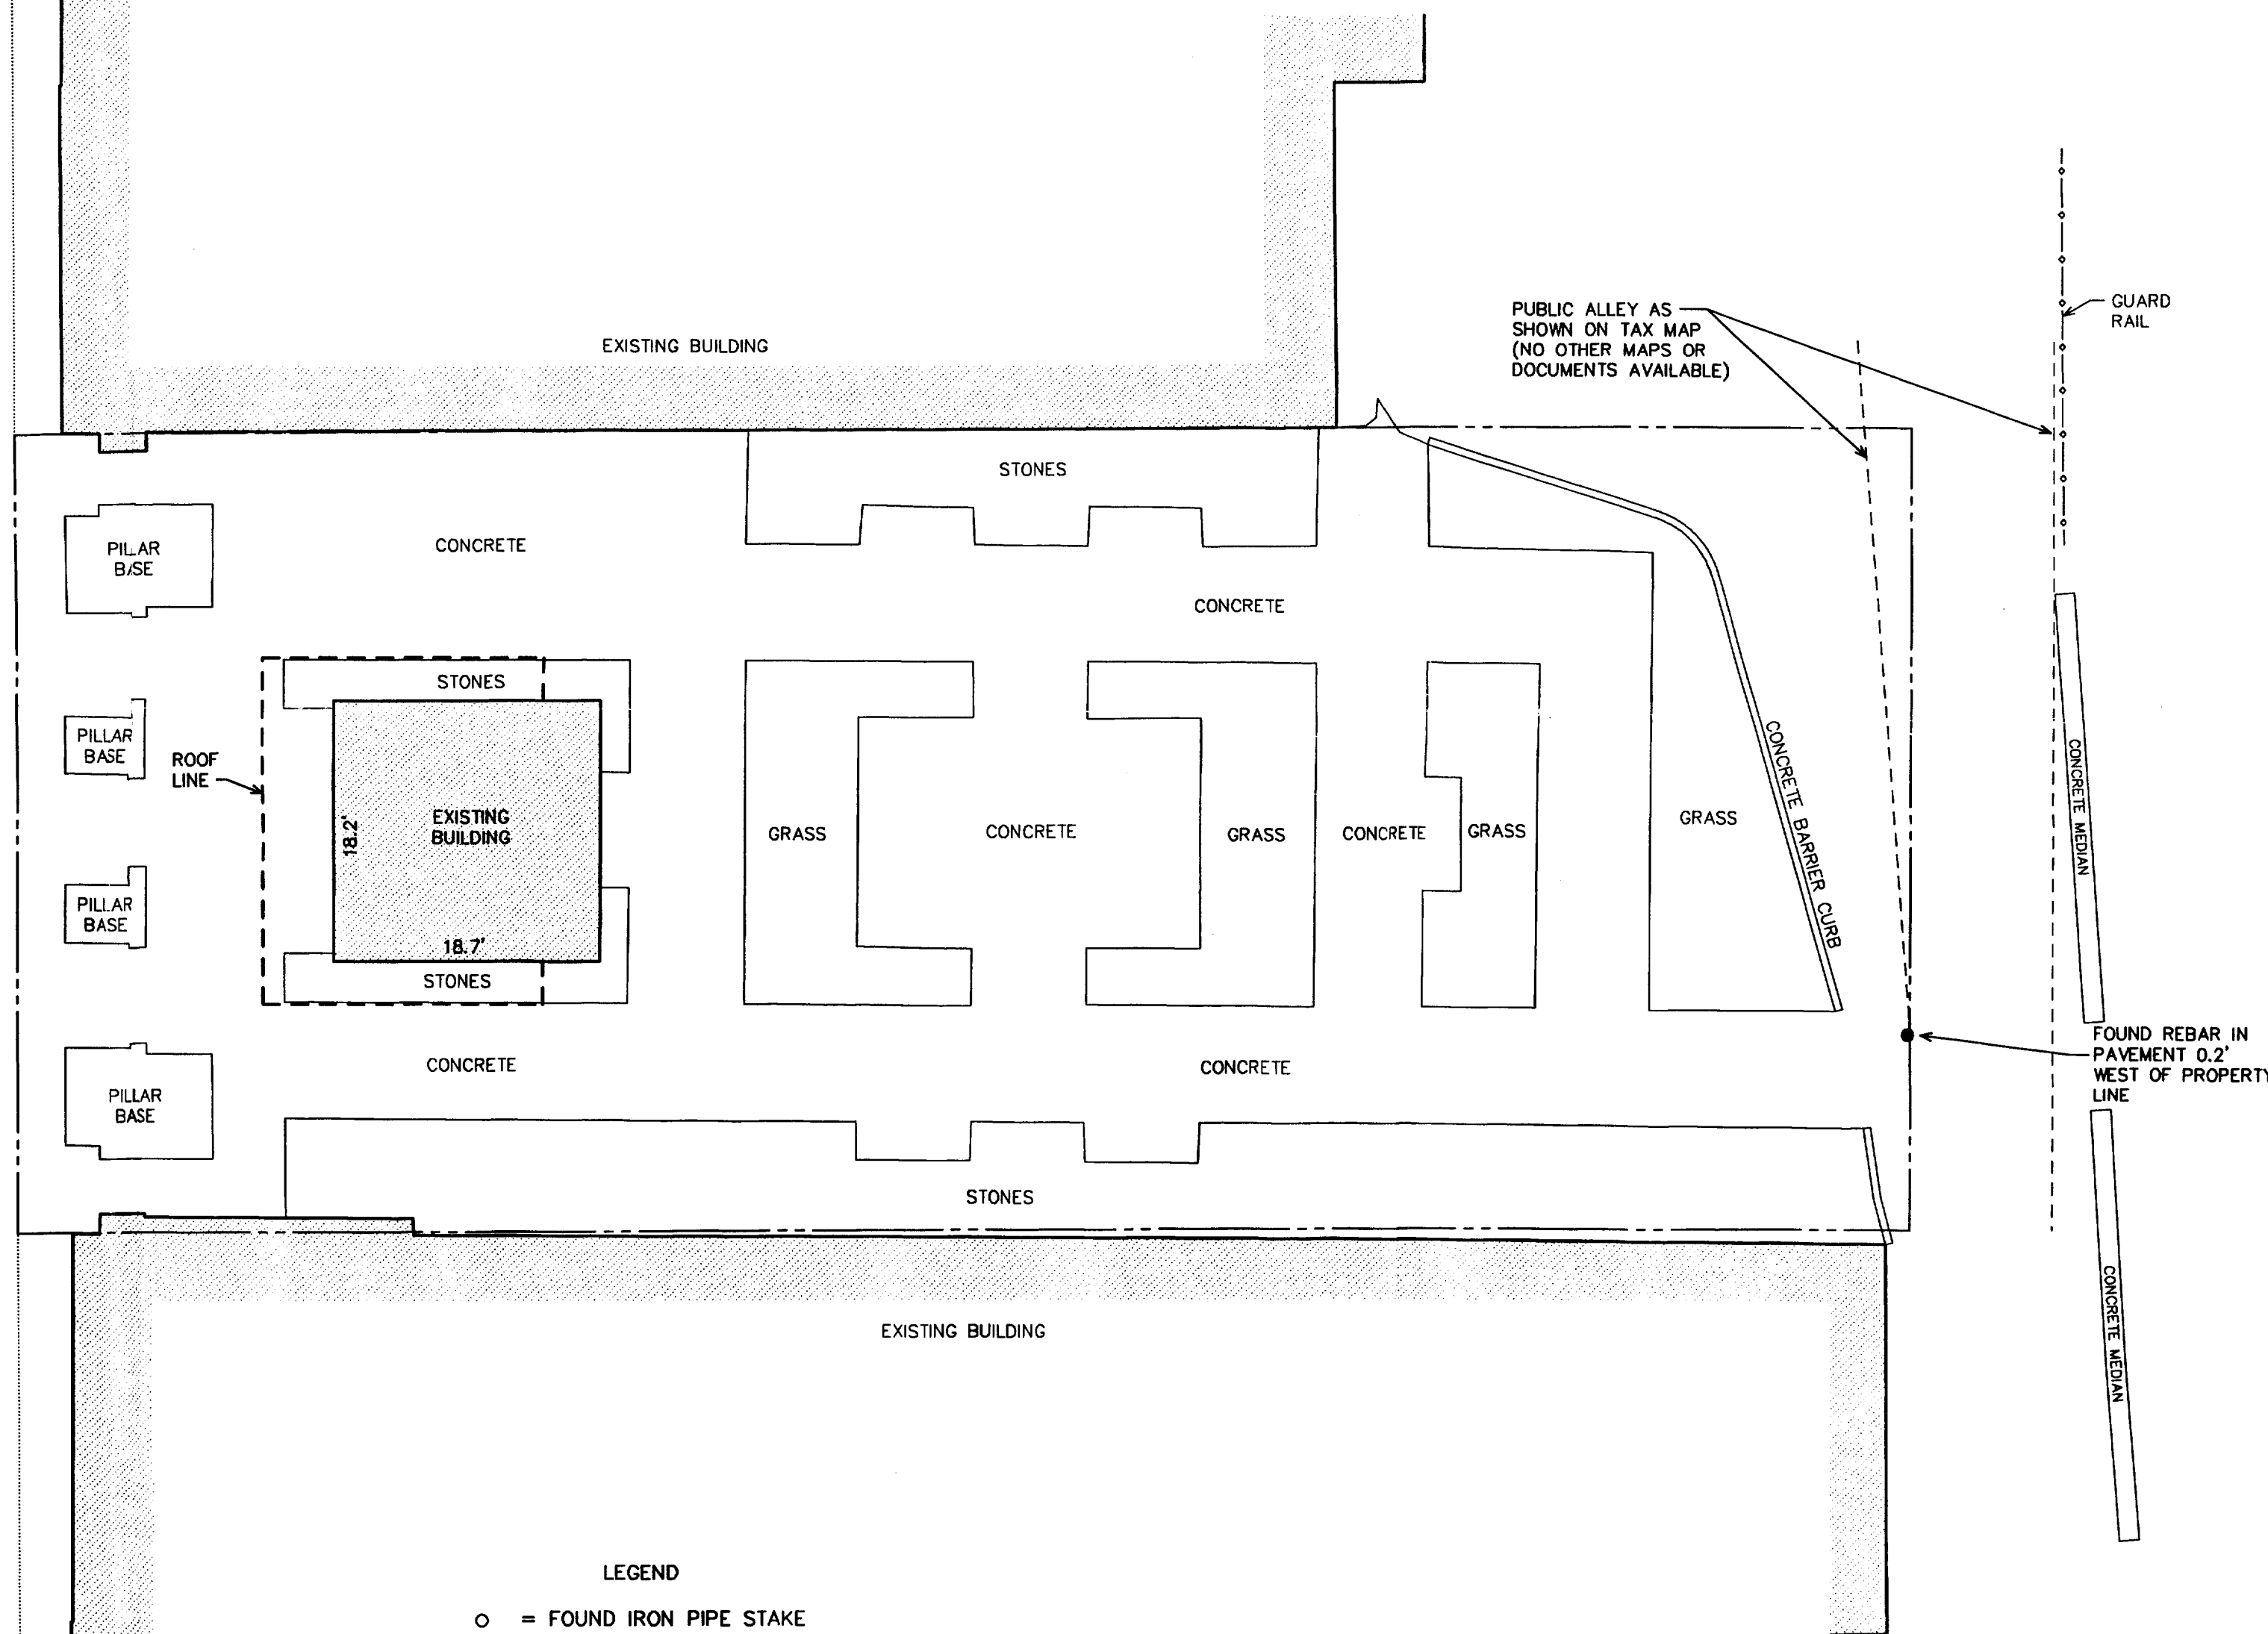 EXISTING BUILDING
PUBLIC ALLEY AS
SHOWN ON TAX MAP
(NO OTHER MAPS OR
DOCUMENTS AVAILABLE)
GUARD
RAIL
STONES
PILLAR
BASE
CONCRETE
CONCRETE
STONES
PILLAR
BASE
ROOF
LINE
18.2'
EXISTING
BUILDING
18.7'
GRASS
CONCRETE
GRASS
CONCRETE
GRASS
GRASS
CONCRETE BARRIER CURB
CONCRETE MEDIAN
PILLAR
BASE
STONES
FOUND REBAR IN
PAVEMENT 0.2'
WEST OF PROPERTY
LINE
CONCRETE
CONCRETE
PILLAR
BASE
STONES
CONCRETE MEDIAN
EXISTING BUILDING
LEGEND
= FOUND IRON PIPE STAKE